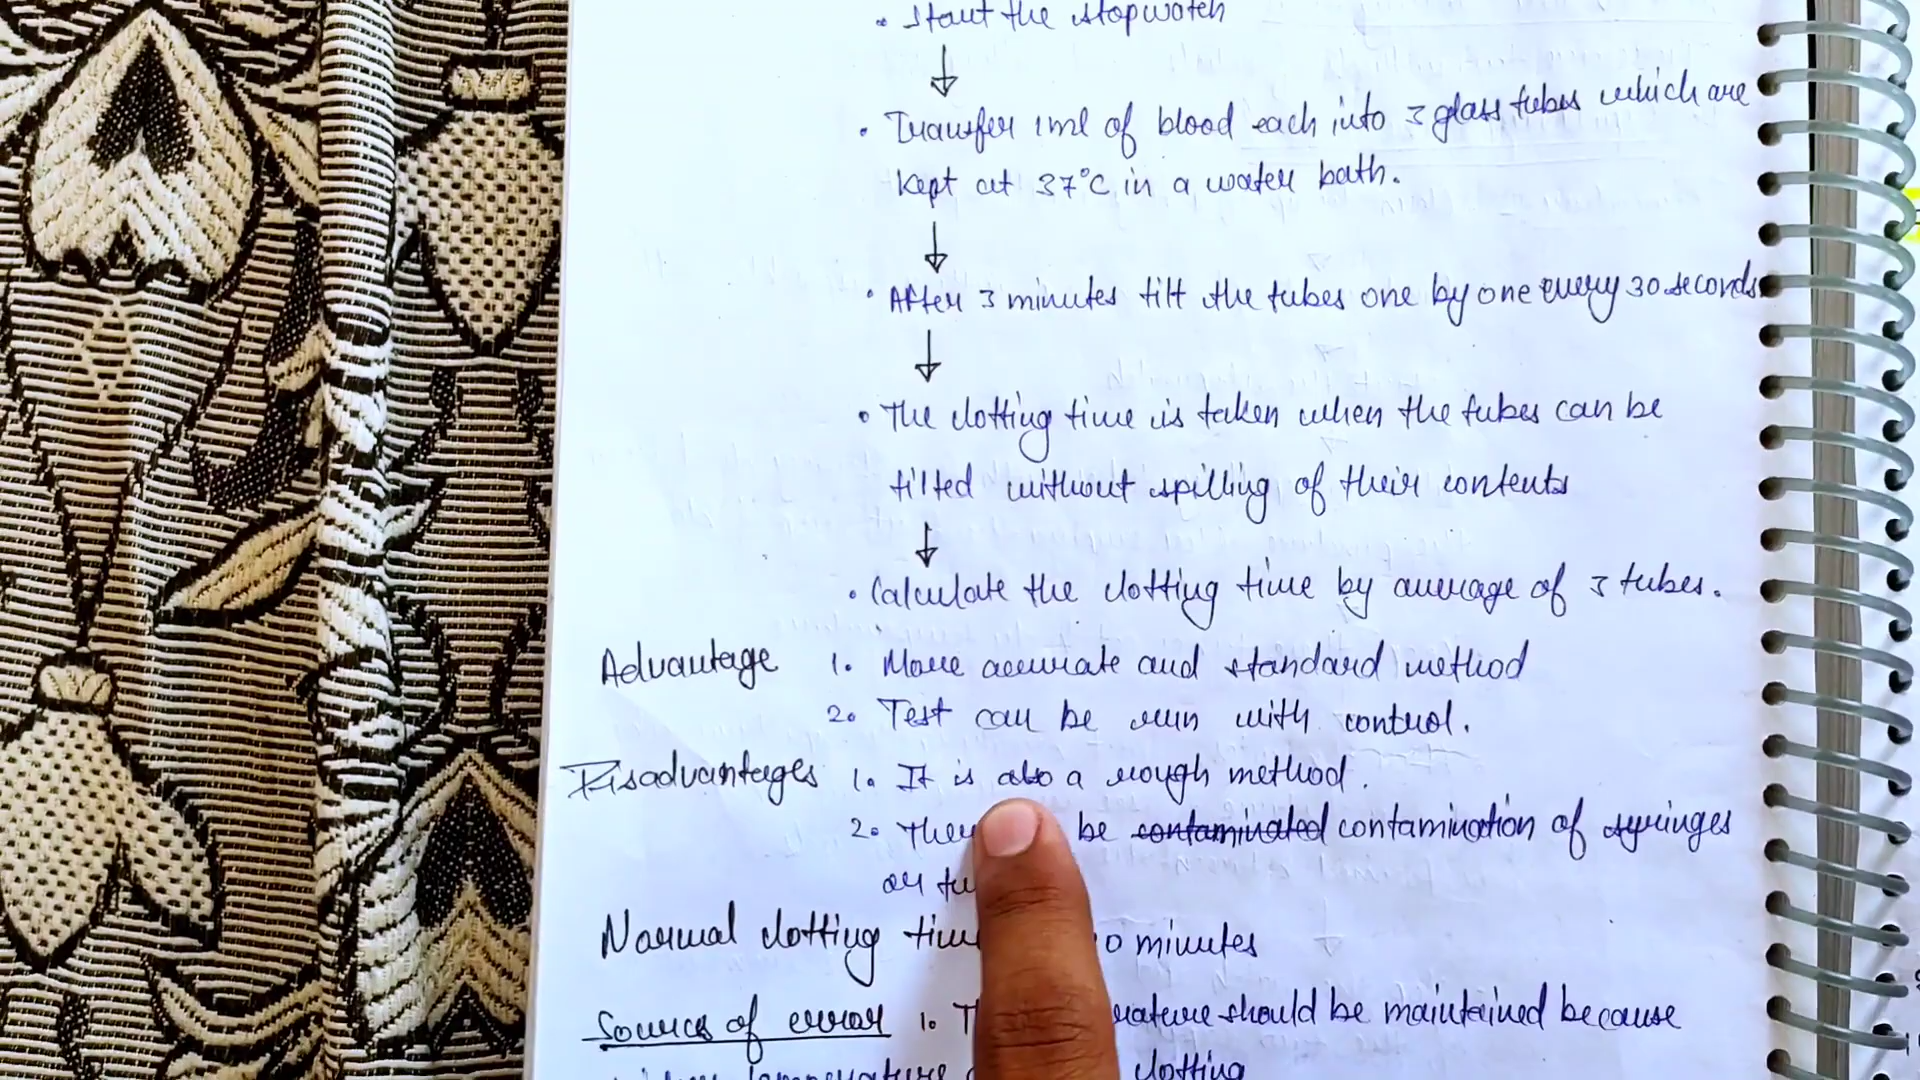 • Start the stopwatch
↓
• Transfer 1ml of blood each into 3 glass tubes which are
kept at 37°C in a water bath.
↓
• After 3 minutes tilt the tubes one by one every 30 seconds
↓
• The clotting time is taken when the tubes can be
tilted without spilling of their contents
↓
• Calculate the clotting time by average of 3 tubes.
Advantage 1. More accurate and standard method
2. Test can be run with control.
Disadvantages 1. It is also a rough method.
2. be contaminated contamination of syringes
or
Normal clotting minutes
Sources of error 1. should be maintained because
temperature clotting